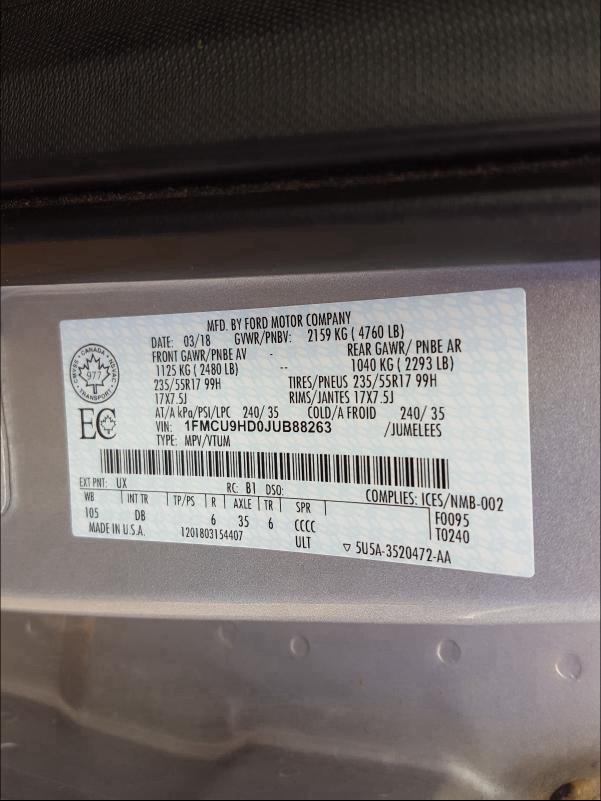 MFD. BY FORD MOTOR COMPANY
DATE: 03/18 GVWR/PNBV: 2159 KG ( 4760 LB)
FRONT GAWR/PNBE AV - REAR GAWR/ PNBE AR
1125 KG ( 2480 LB) -- 1040 KG ( 2293 LB)
235/55R17 99H TIRES/PNEUS 235/55R17 99H
17X7.5J RIMS/JANTES 17X7.5J
AT/A kPa/PSI/LPC 240/ 35 COLD/A FROID 240/ 35
VIN: 1FMCU9HD0JUB88263 /JUMELEES
TYPE: MPV/VTUM
CANADA
977
TRANSPORT
EC
EXT PNT: UX RC: B1 DSO: COMPLIES: ICES/NMB-002
WB INT TR TP/PS R AXLE TR SPR F0095
105 DB 6 35 6 CCCC T0240
MADE IN U.S.A. 1201803154407 ULT ▽ 5U5A-3520472-AA